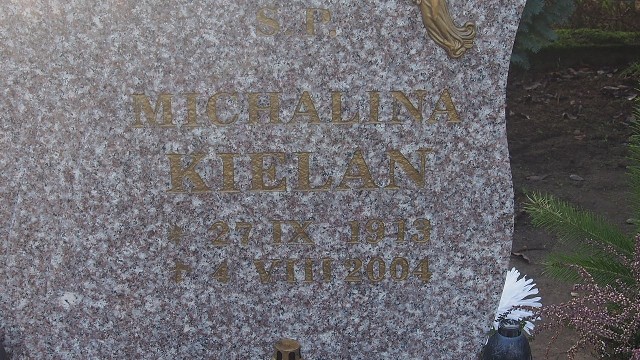 Ś.P.
MICHALINA
KIELAN
* 27 IX 1913
† 4 VIII 2004